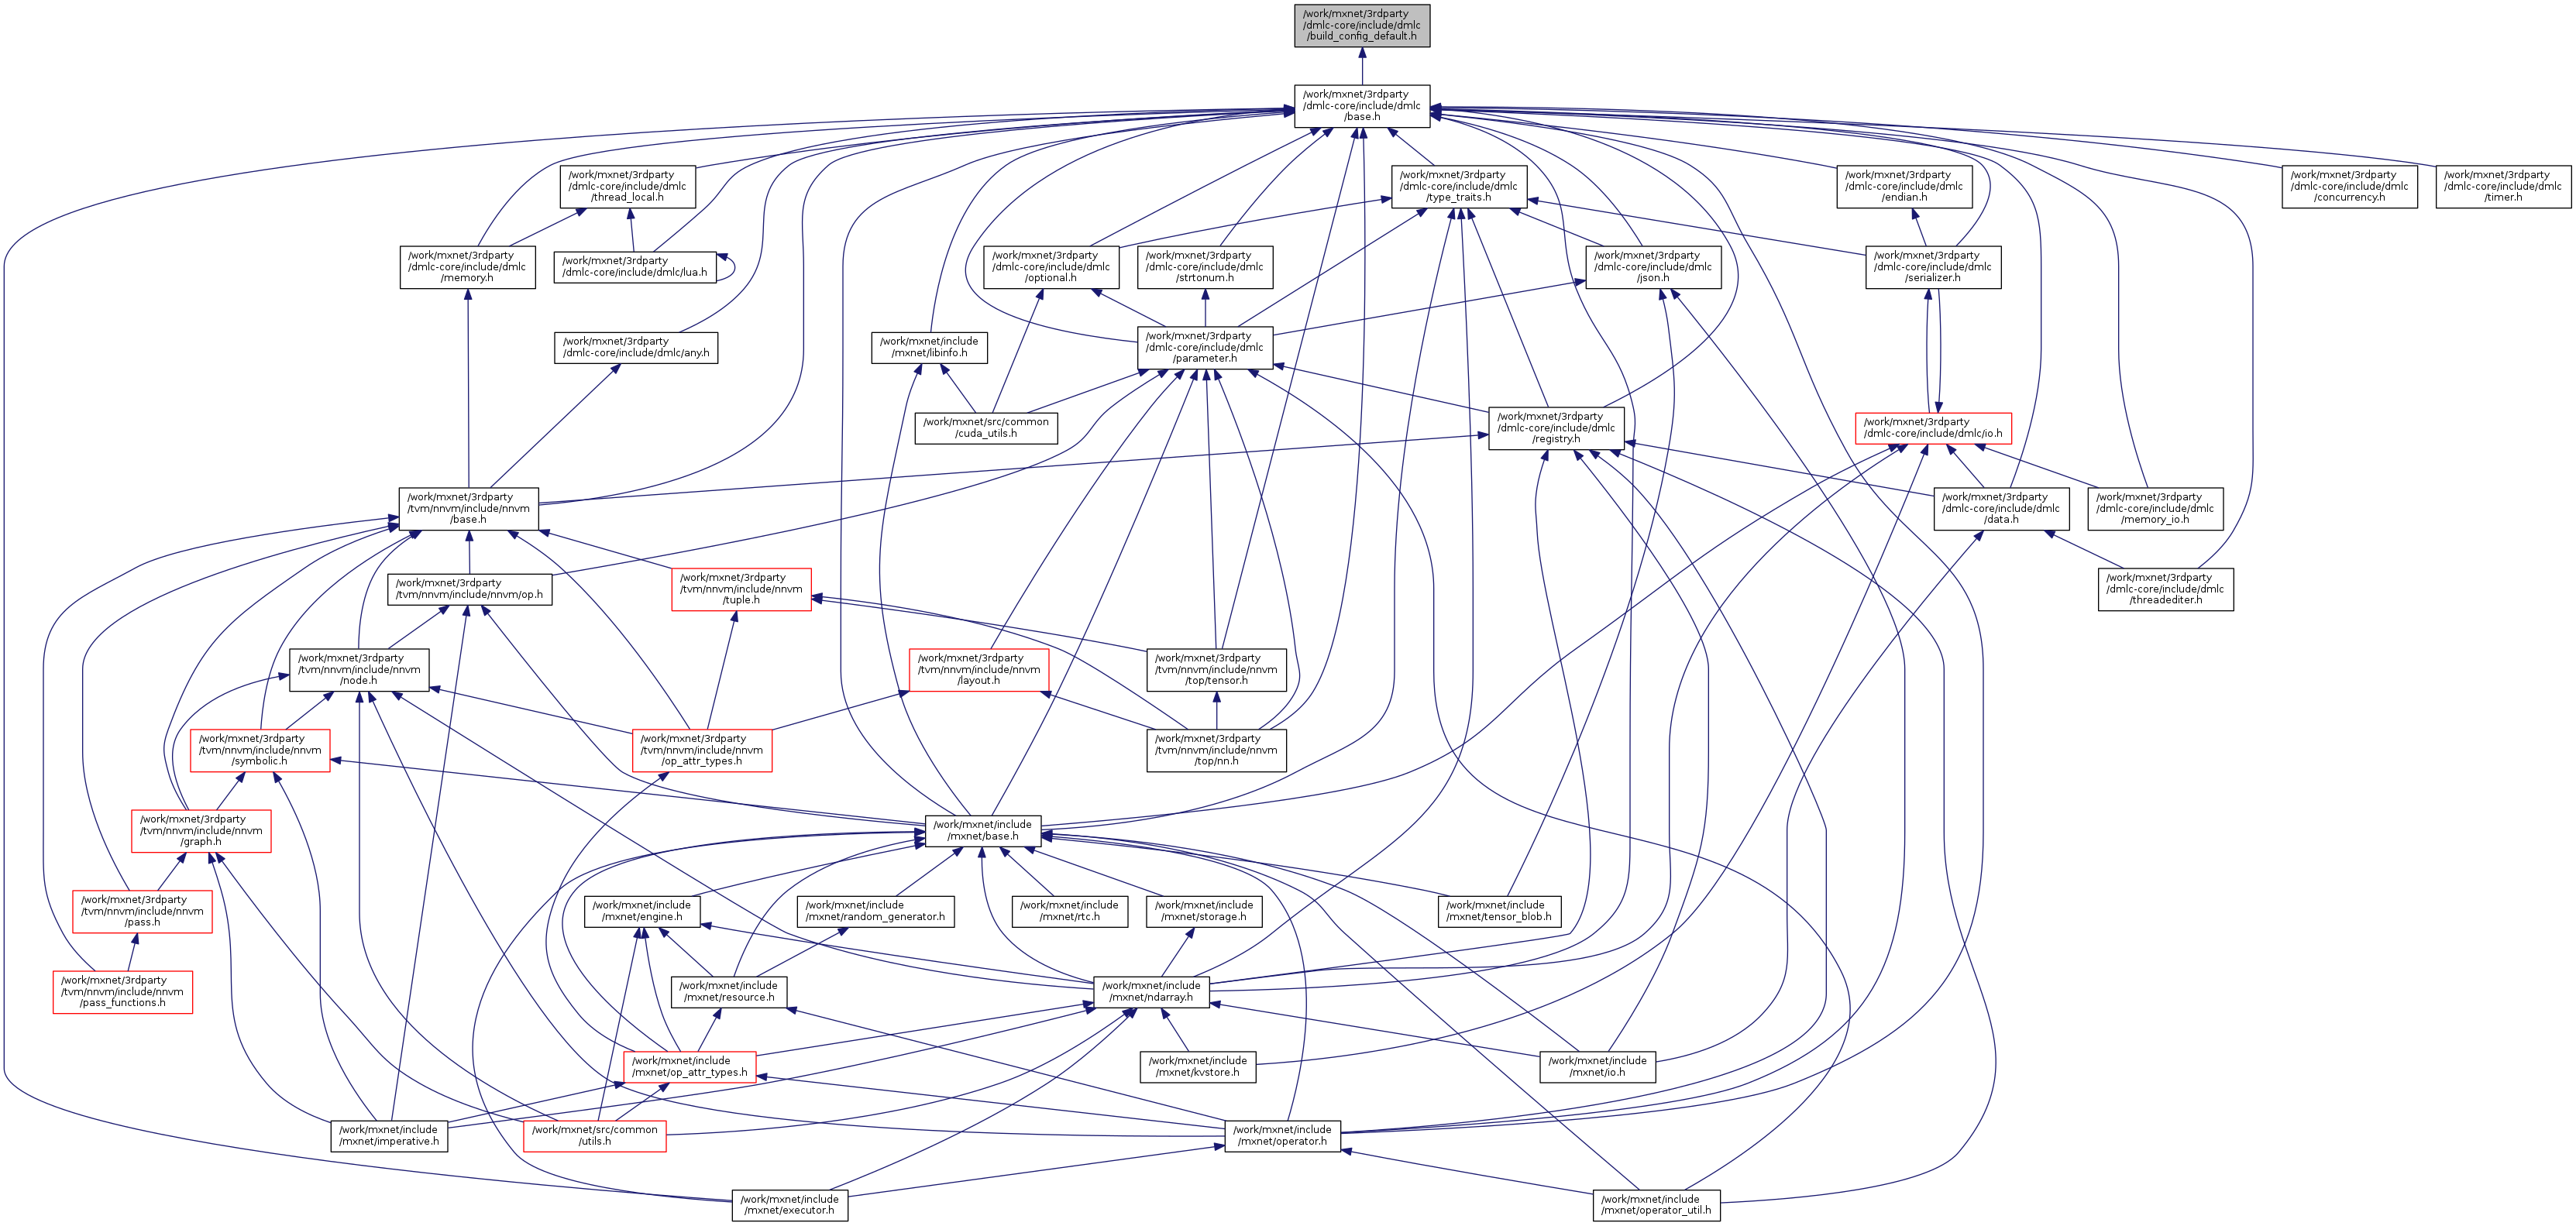 /work/mxnet/3rdparty
/dmlc-core/include/dmlc
/build_config_default.h
/work/mxnet/3rdparty
/dmlc-core/include/dmlc
/base.h
/work/mxnet/3rdparty
/dmlc-core/include/dmlc
/thread_local.h
/work/mxnet/3rdparty
/dmlc-core/include/dmlc
/type_traits.h
/work/mxnet/3rdparty
/dmlc-core/include/dmlc
/endian.h
/work/mxnet/3rdparty
/dmlc-core/include/dmlc
/concurrency.h
/work/mxnet/3rdparty
/dmlc-core/include/dmlc
/timer.h
/work/mxnet/3rdparty
/dmlc-core/include/dmlc
/memory.h
/work/mxnet/3rdparty
/dmlc-core/include/dmlc/lua.h
/work/mxnet/3rdparty
/dmlc-core/include/dmlc
/optional.h
/work/mxnet/3rdparty
/dmlc-core/include/dmlc
/strtonum.h
/work/mxnet/3rdparty
/dmlc-core/include/dmlc
/json.h
/work/mxnet/3rdparty
/dmlc-core/include/dmlc
/serializer.h
/work/mxnet/3rdparty
/dmlc-core/include/dmlc/any.h
/work/mxnet/include
/mxnet/libinfo.h
/work/mxnet/3rdparty
/dmlc-core/include/dmlc
/parameter.h
/work/mxnet/src/common
/cuda_utils.h
/work/mxnet/3rdparty
/dmlc-core/include/dmlc
/registry.h
/work/mxnet/3rdparty
/dmlc-core/include/dmlc/io.h
/work/mxnet/3rdparty
/tvm/nnvm/include/nnvm
/base.h
/work/mxnet/3rdparty
/dmlc-core/include/dmlc
/data.h
/work/mxnet/3rdparty
/dmlc-core/include/dmlc
/memory_io.h
/work/mxnet/3rdparty
/tvm/nnvm/include/nnvm/op.h
/work/mxnet/3rdparty
/tvm/nnvm/include/nnvm
/tuple.h
/work/mxnet/3rdparty
/dmlc-core/include/dmlc
/threadediter.h
/work/mxnet/3rdparty
/tvm/nnvm/include/nnvm
/node.h
/work/mxnet/3rdparty
/tvm/nnvm/include/nnvm
/layout.h
/work/mxnet/3rdparty
/tvm/nnvm/include/nnvm
/top/tensor.h
/work/mxnet/3rdparty
/tvm/nnvm/include/nnvm
/symbolic.h
/work/mxnet/3rdparty
/tvm/nnvm/include/nnvm
/op_attr_types.h
/work/mxnet/3rdparty
/tvm/nnvm/include/nnvm
/top/nn.h
/work/mxnet/3rdparty
/tvm/nnvm/include/nnvm
/graph.h
/work/mxnet/include
/mxnet/base.h
/work/mxnet/3rdparty
/tvm/nnvm/include/nnvm
/pass.h
/work/mxnet/include
/mxnet/engine.h
/work/mxnet/include
/mxnet/random_generator.h
/work/mxnet/include
/mxnet/rtc.h
/work/mxnet/include
/mxnet/storage.h
/work/mxnet/include
/mxnet/tensor_blob.h
/work/mxnet/3rdparty
/tvm/nnvm/include/nnvm
/pass_functions.h
/work/mxnet/include
/mxnet/resource.h
/work/mxnet/include
/mxnet/ndarray.h
/work/mxnet/include
/mxnet/op_attr_types.h
/work/mxnet/include
/mxnet/kvstore.h
/work/mxnet/include
/mxnet/io.h
/work/mxnet/include
/mxnet/imperative.h
/work/mxnet/src/common
/utils.h
/work/mxnet/include
/mxnet/operator.h
/work/mxnet/include
/mxnet/executor.h
/work/mxnet/include
/mxnet/operator_util.h